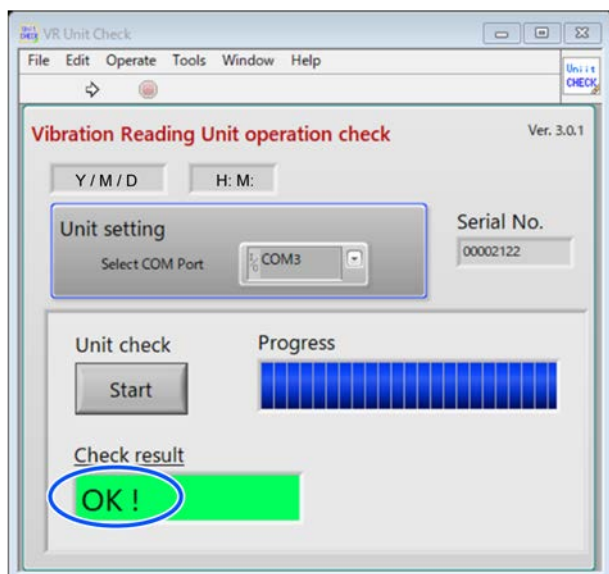 VR Unit Check
File Edit Operate Tools Window Help
Uniit
CHECK
Vibration Reading Unit operation check
Ver. 3.0.1
Y / M / D
H: M:
Unit setting
Serial No.
Select COM Port
COM3
00002122
Unit check
Progress
Start
Check result
OK !